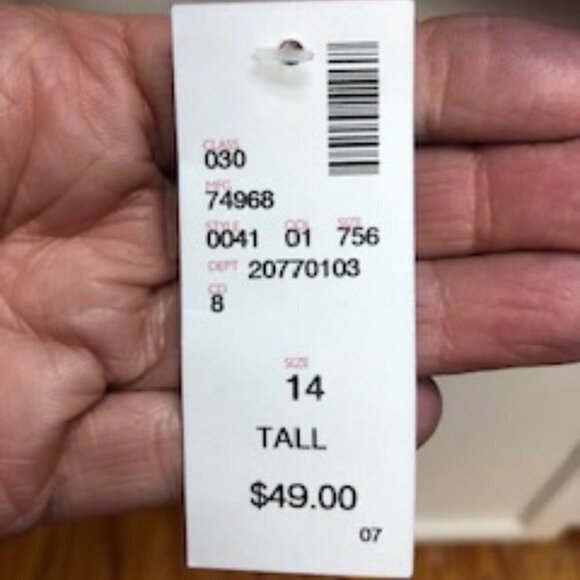 CLASS
030
MFG
74968
STYLE COL SIZE
0041 01 756
DEPT 20770103
CD
8
SIZE
14
TALL
$49.00
07